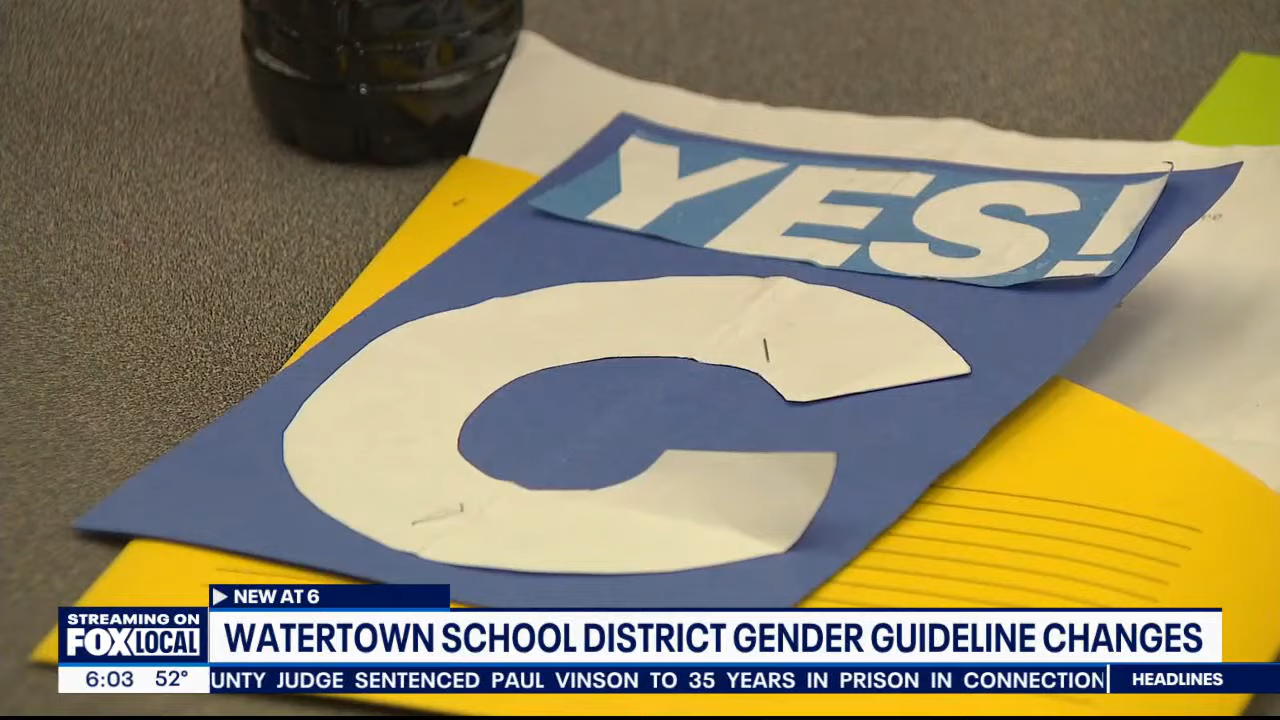 YES!
C
NEW AT 6
STREAMING ON
FOX LOCAL
WATERTOWN SCHOOL DISTRICT GENDER GUIDELINE CHANGES
6:03 52° UNTY JUDGE SENTENCED PAUL VINSON TO 35 YEARS IN PRISON IN CONNECTION HEADLINES